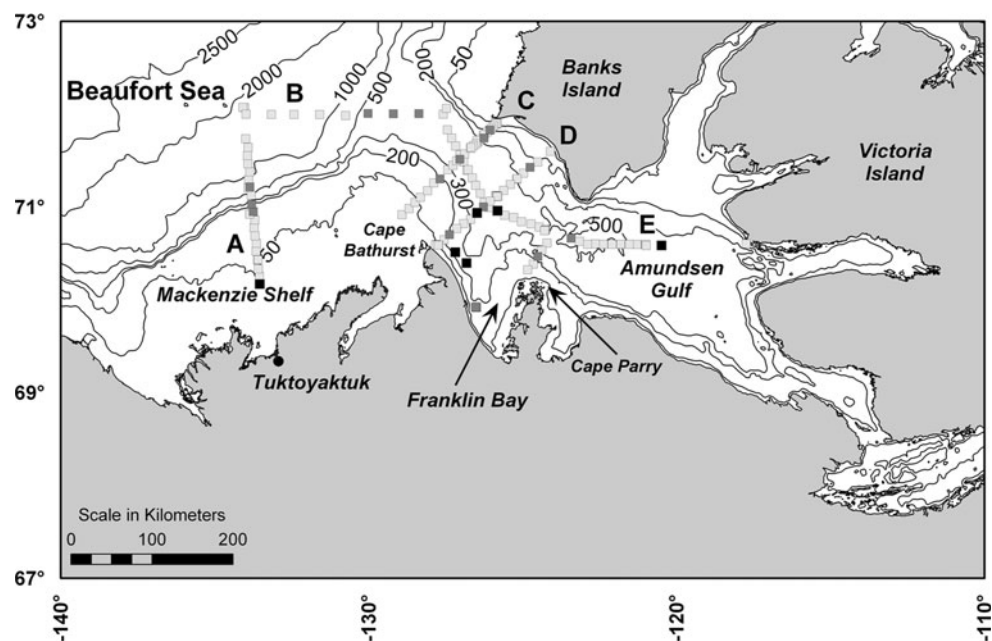 73°
71°
69°
67°
2500
2000
1000
500
200
50
Beaufort Sea
B
Banks
Island
C
D
Victoria
Island
200
300
A
50
Cape
Bathurst
500
E
Amundsen
Gulf
Mackenzie Shelf
Tuktoyaktuk
Franklin Bay
Cape Parry
Scale in Kilometers
0 100 200
-140° -130° -120° -110°